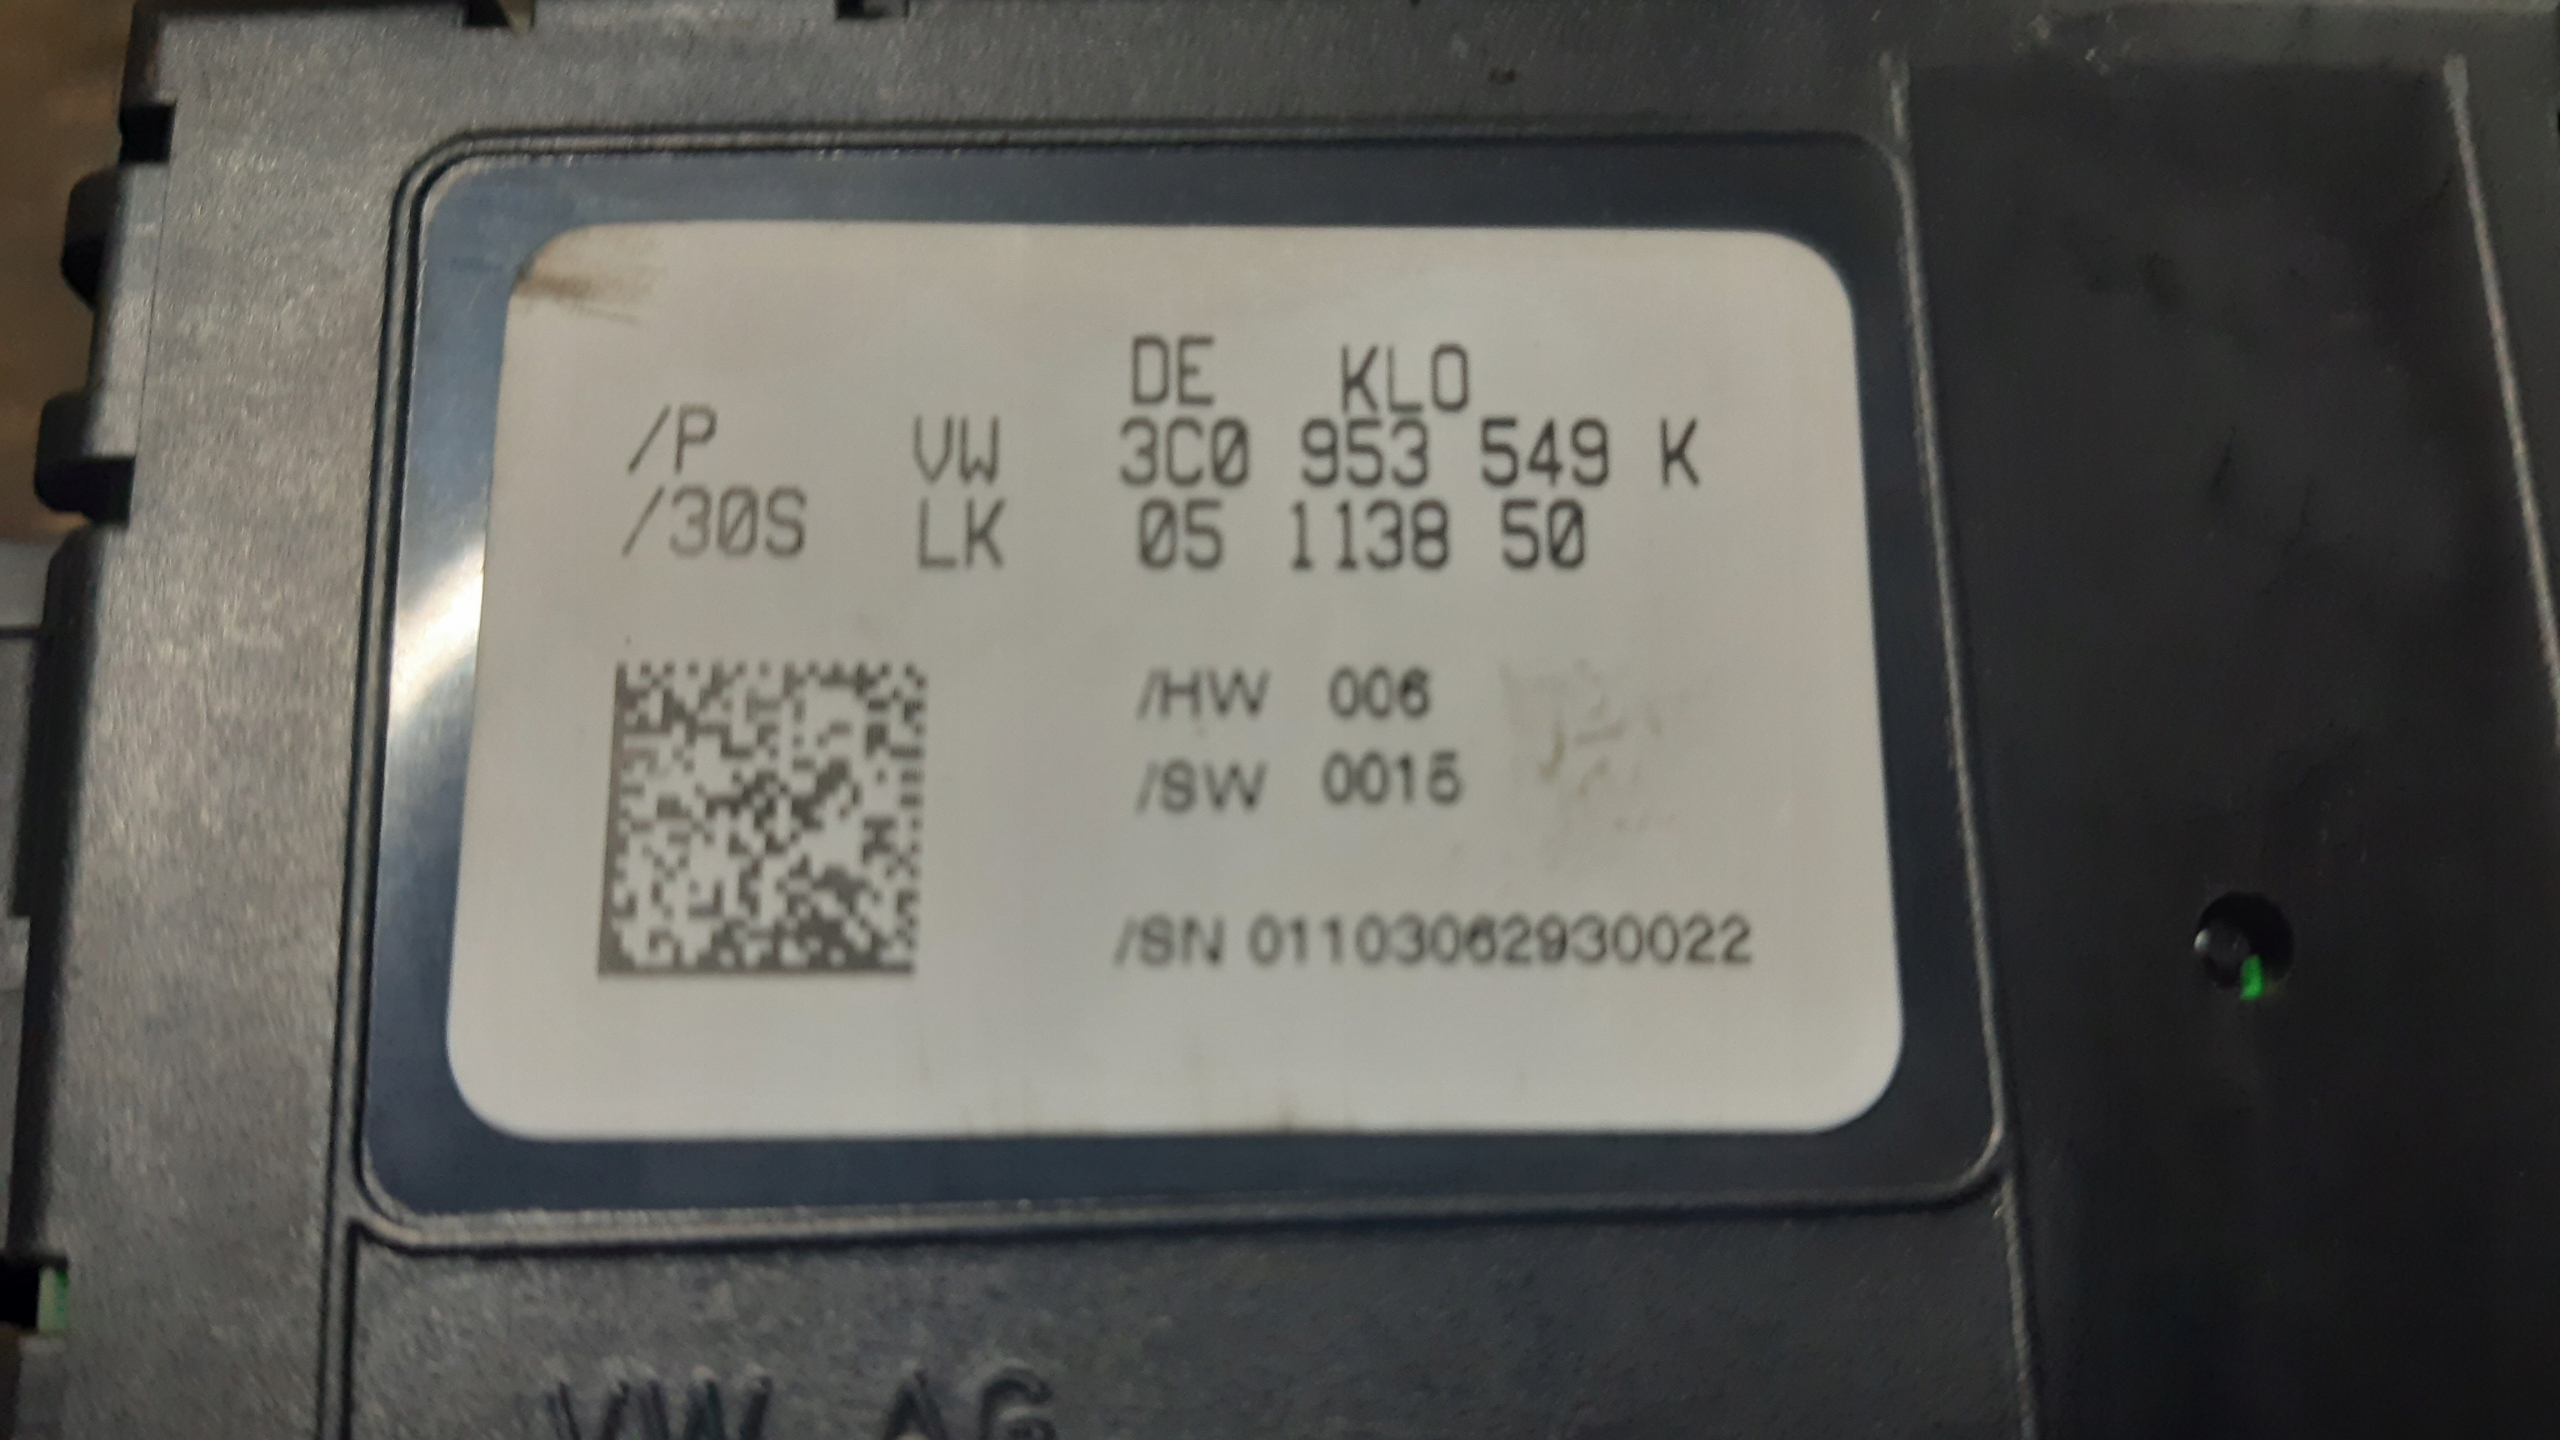 DE KLO
/P VW 3C0 953 549 K
/30S LK 05 1138 50
/HW 006
/SW 0015
/SN 01103062930022
VW AG